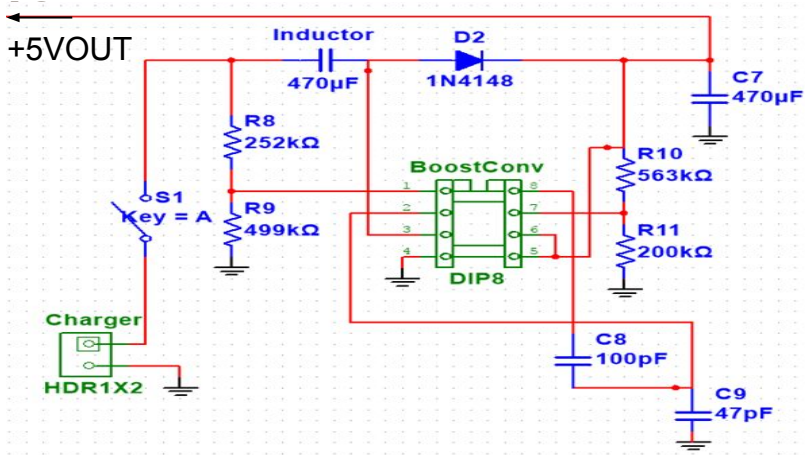 +5VOUT
Inductor
470µF
D2
1N4148
C7
470µF
R8
252kΩ
R10
563kΩ
BoostConv
1
2
3
4
8
7
6
5
DIP8
S1
Key = A
R9
499kΩ
R11
200kΩ
Charger
HDR1X2
C8
100pF
C9
47pF